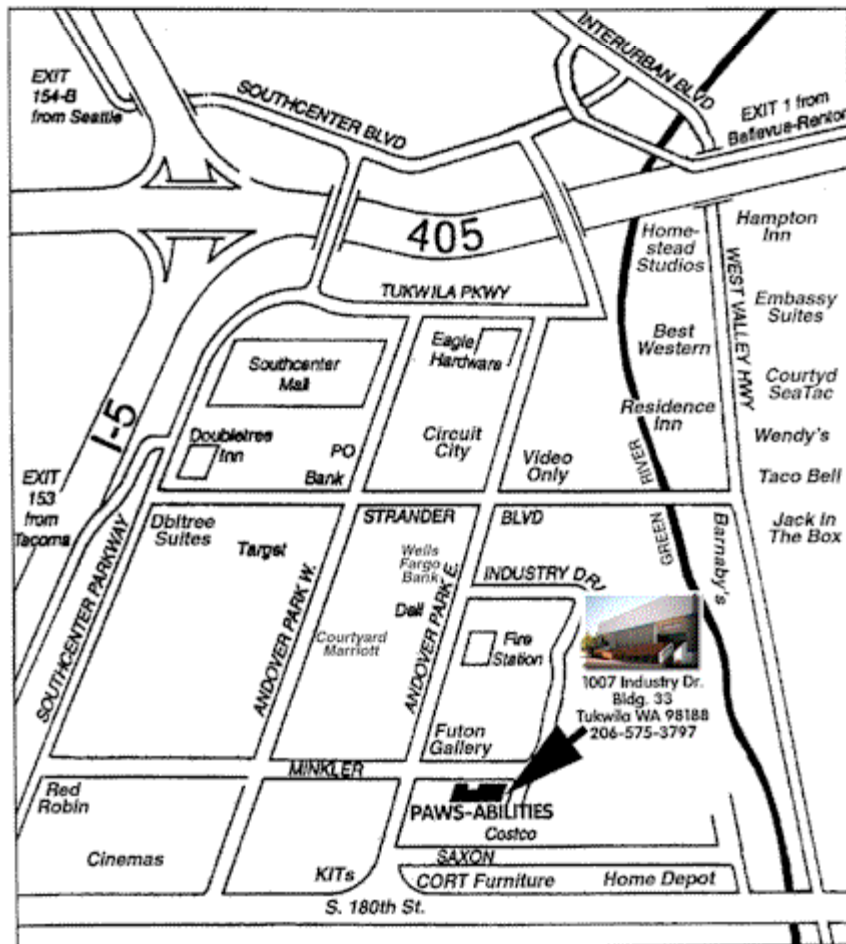 INTERURBAN BLVD
EXIT
154-B
from Seattle
SOUTHCENTER BLVD
EXIT 1 from
Bellevue-Renton
405
Home-
stead
Studios
Hampton
Inn
TUKWILA PKWY
WEST VALLEY HWY
Embassy
Suites
Eagle
Hardware
Best
Western
Southcenter
Mall
I-5
Courtyd
SeaTac
Residence
Inn
Doubletree
Inn
PO
Bank
Circuit
City
Video
Only
Wendy's
Taco Bell
EXIT
153
from
Tacoma
GREEN RIVER
Dbltree
Suites
STRANDER
BLVD
Barnaby's
Jack In
The Box
Target
Wells
Fargo
Bank
INDUSTRY DR
SOUTHCENTER PARKWAY
ANDOVER PARK W.
Dell
ANDOVER PARK E.
Courtyard
Marriott
Fire
Station
1007 Industry Dr.
Bldg. 33
Tukwila WA 98188
206-575-3797
Futon
Gallery
MINKLER
Red
Robin
PAWS-ABILITIES
Costco
Cinemas
SAXON
KITs
CORT Furniture
Home Depot
S. 180th St.